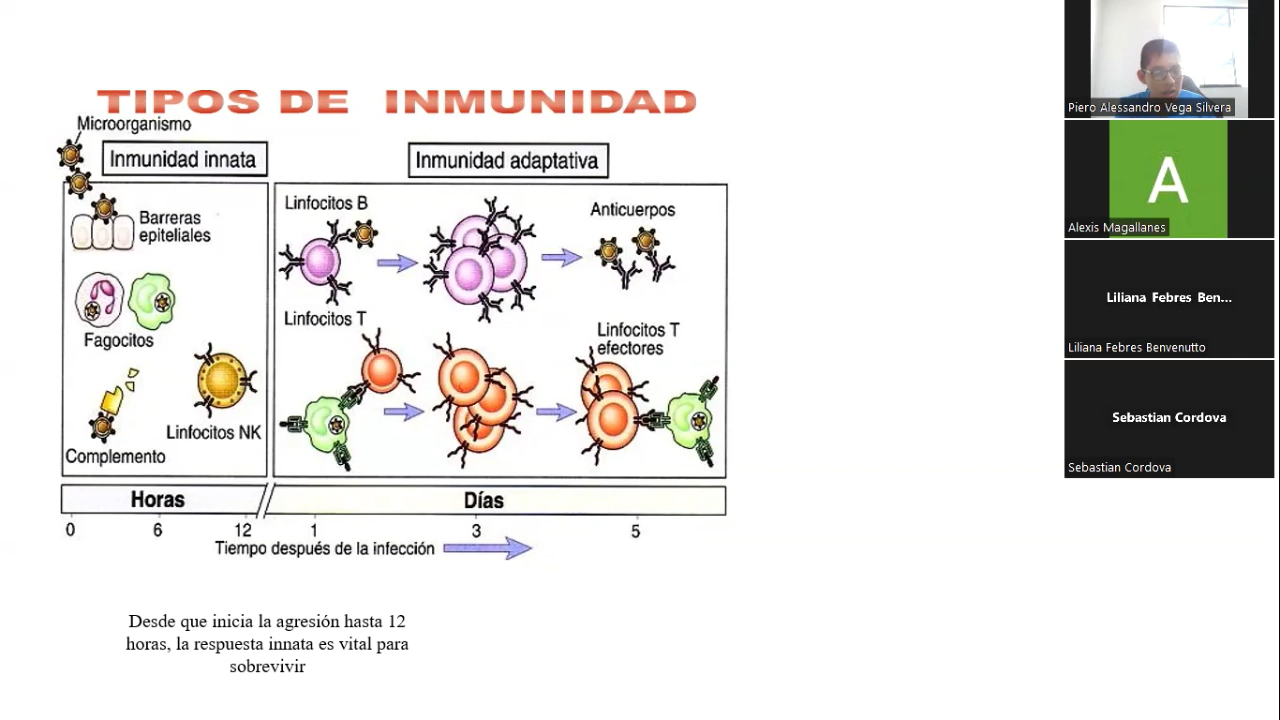 TIPOS DE INMUNIDAD
Microorganismo
Inmunidad innata
Inmunidad adaptativa
Barreras
epiteliales
Fagocitos
Linfocitos NK
Complemento
Linfocitos B
Anticuerpos
Linfocitos T
Linfocitos T
efectores
Horas
Días
0 6 12 1 3 5
Tiempo después de la infección
Desde que inicia la agresión hasta 12
horas, la respuesta innata es vital para
sobrevivir
Piero Alessandro Vega Silvera
A
Alexis Magallanes
Liliana Febres Ben...
Liliana Febres Benvenutto
Sebastian Cordova
Sebastian Cordova